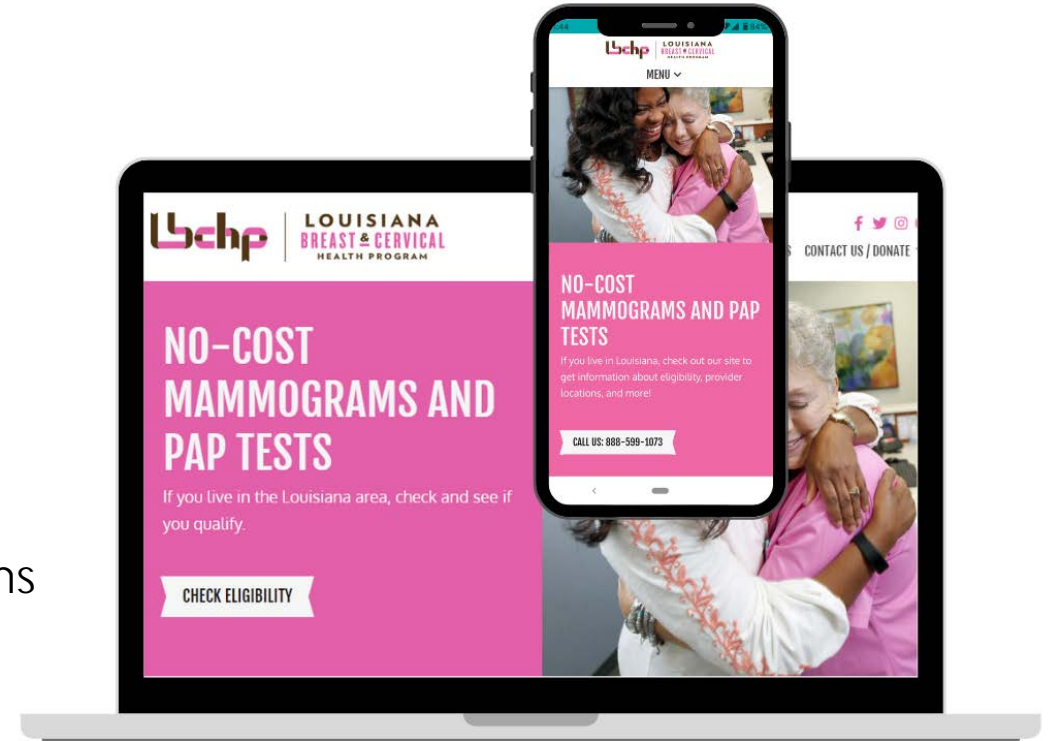 lbchp
LOUISIANA
BREAST & CERVICAL
HEALTH PROGRAM
CONTACT US / DONATE
NO-COST
MAMMOGRAMS AND
PAP TESTS
If you live in the Louisiana area, check and see if
you qualify.
CHECK ELIGIBILITY
:44
94%
lbchp
LOUISIANA
BREAST & CERVICAL
HEALTH PROGRAM
MENU
NO-COST
MAMMOGRAMS AND PAP
TESTS
If you live in Louisiana, check out our site to
get information about eligibility, provider
locations, and more!
CALL US: 888-599-1073
ns